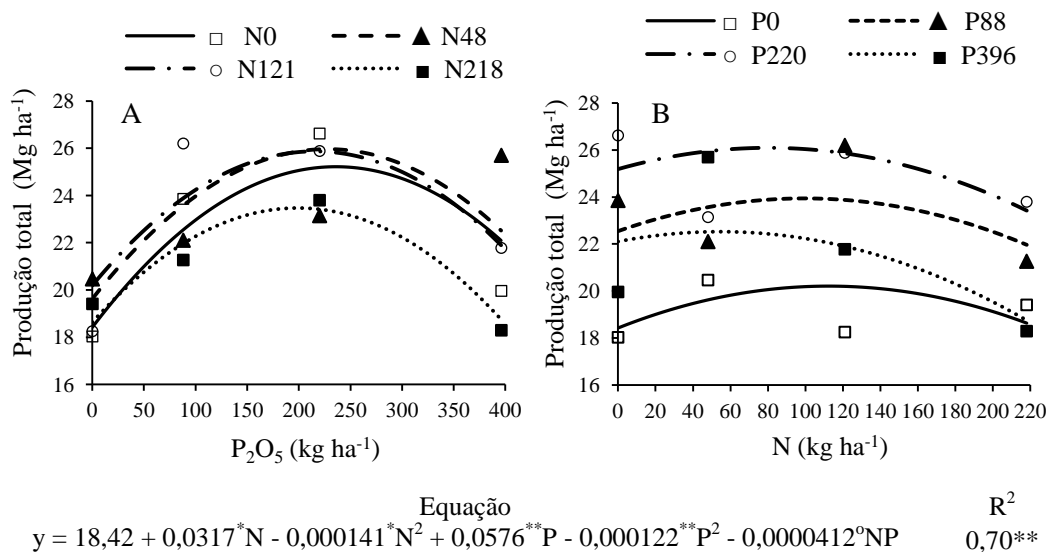 N0 N48 P0 P88
N121 N218 P220 P396
Produção total (Mg ha⁻¹)
A
28
26
24
22
20
18
16
0 50 100 150 200 250 300 350 400
P₂O₅ (kg ha⁻¹)
Produção total (Mg ha⁻¹)
B
28
26
24
22
20
18
16
0 20 40 60 80 100 120 140 160 180 200 220
N (kg ha⁻¹)
Equação R²
y = 18,42 + 0,0317*N - 0,000141*N² + 0,0576**P - 0,000122**P² - 0,0000412°NP 0,70**